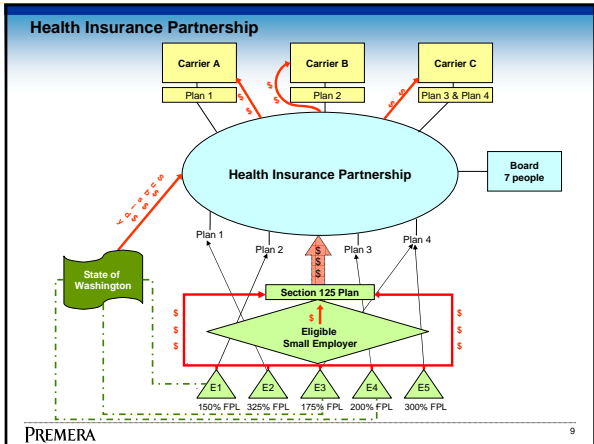 Health Insurance Partnership
Carrier A
Carrier B
Carrier C
Plan 1
Plan 2
Plan 3 & Plan 4
$ $
$ $
$ $
Health Insurance Partnership
Board
7 people
$ $ $
subsidy
Plan 1
Plan 2
Plan 3
Plan 4
$ $ $
State of
Washington
Section 125 Plan
$
$
$
$
Eligible
Small Employer
$
$
$
$
E1
E2
E3
E4
E5
150% FPL
325% FPL
175% FPL
200% FPL
300% FPL
PREMERA
9